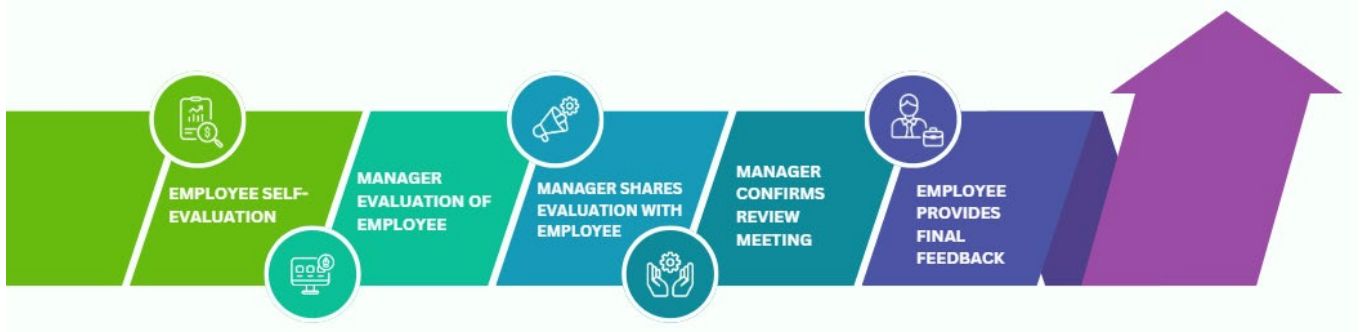 EMPLOYEE SELF-
EVALUATION
MANAGER
EVALUATION OF
EMPLOYEE
MANAGER SHARES
EVALUATION WITH
EMPLOYEE
MANAGER
CONFIRMS
REVIEW
MEETING
EMPLOYEE
PROVIDES
FINAL
FEEDBACK